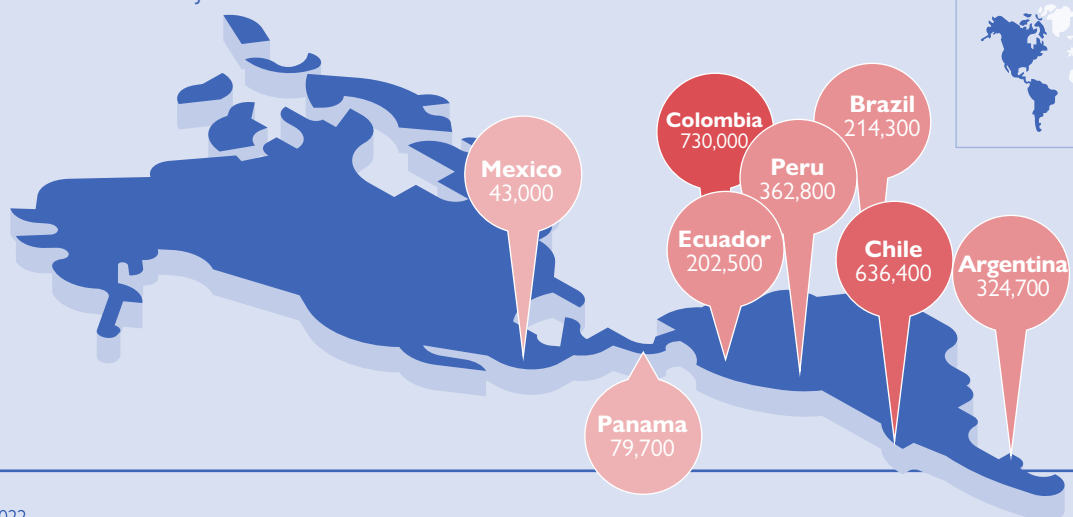 Mexico
43,000
Colombia
730,000
Brazil
214,300
Peru
362,800
Ecuador
202,500
Chile
636,400
Argentina
324,700
Panama
79,700